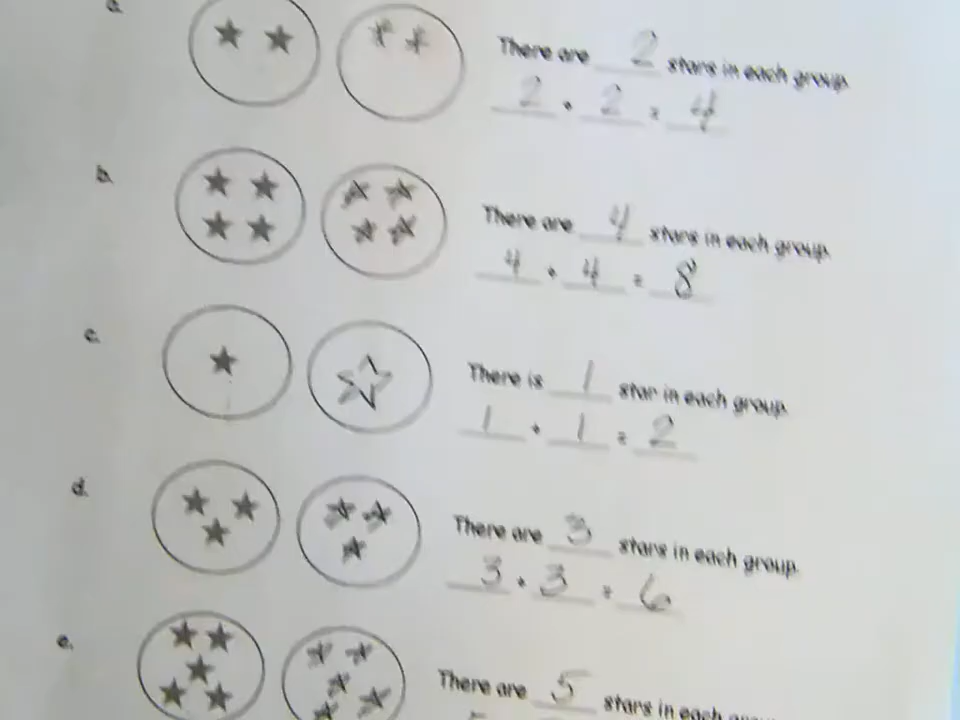 a.
There are 2 stars in each group.
2 + 2 = 4
b.
There are 4 stars in each group.
4 + 4 = 8
c.
There is 1 star in each group.
1 + 1 = 2
d.
There are 3 stars in each group.
3 + 3 = 6
e.
There are 5 stars in each group